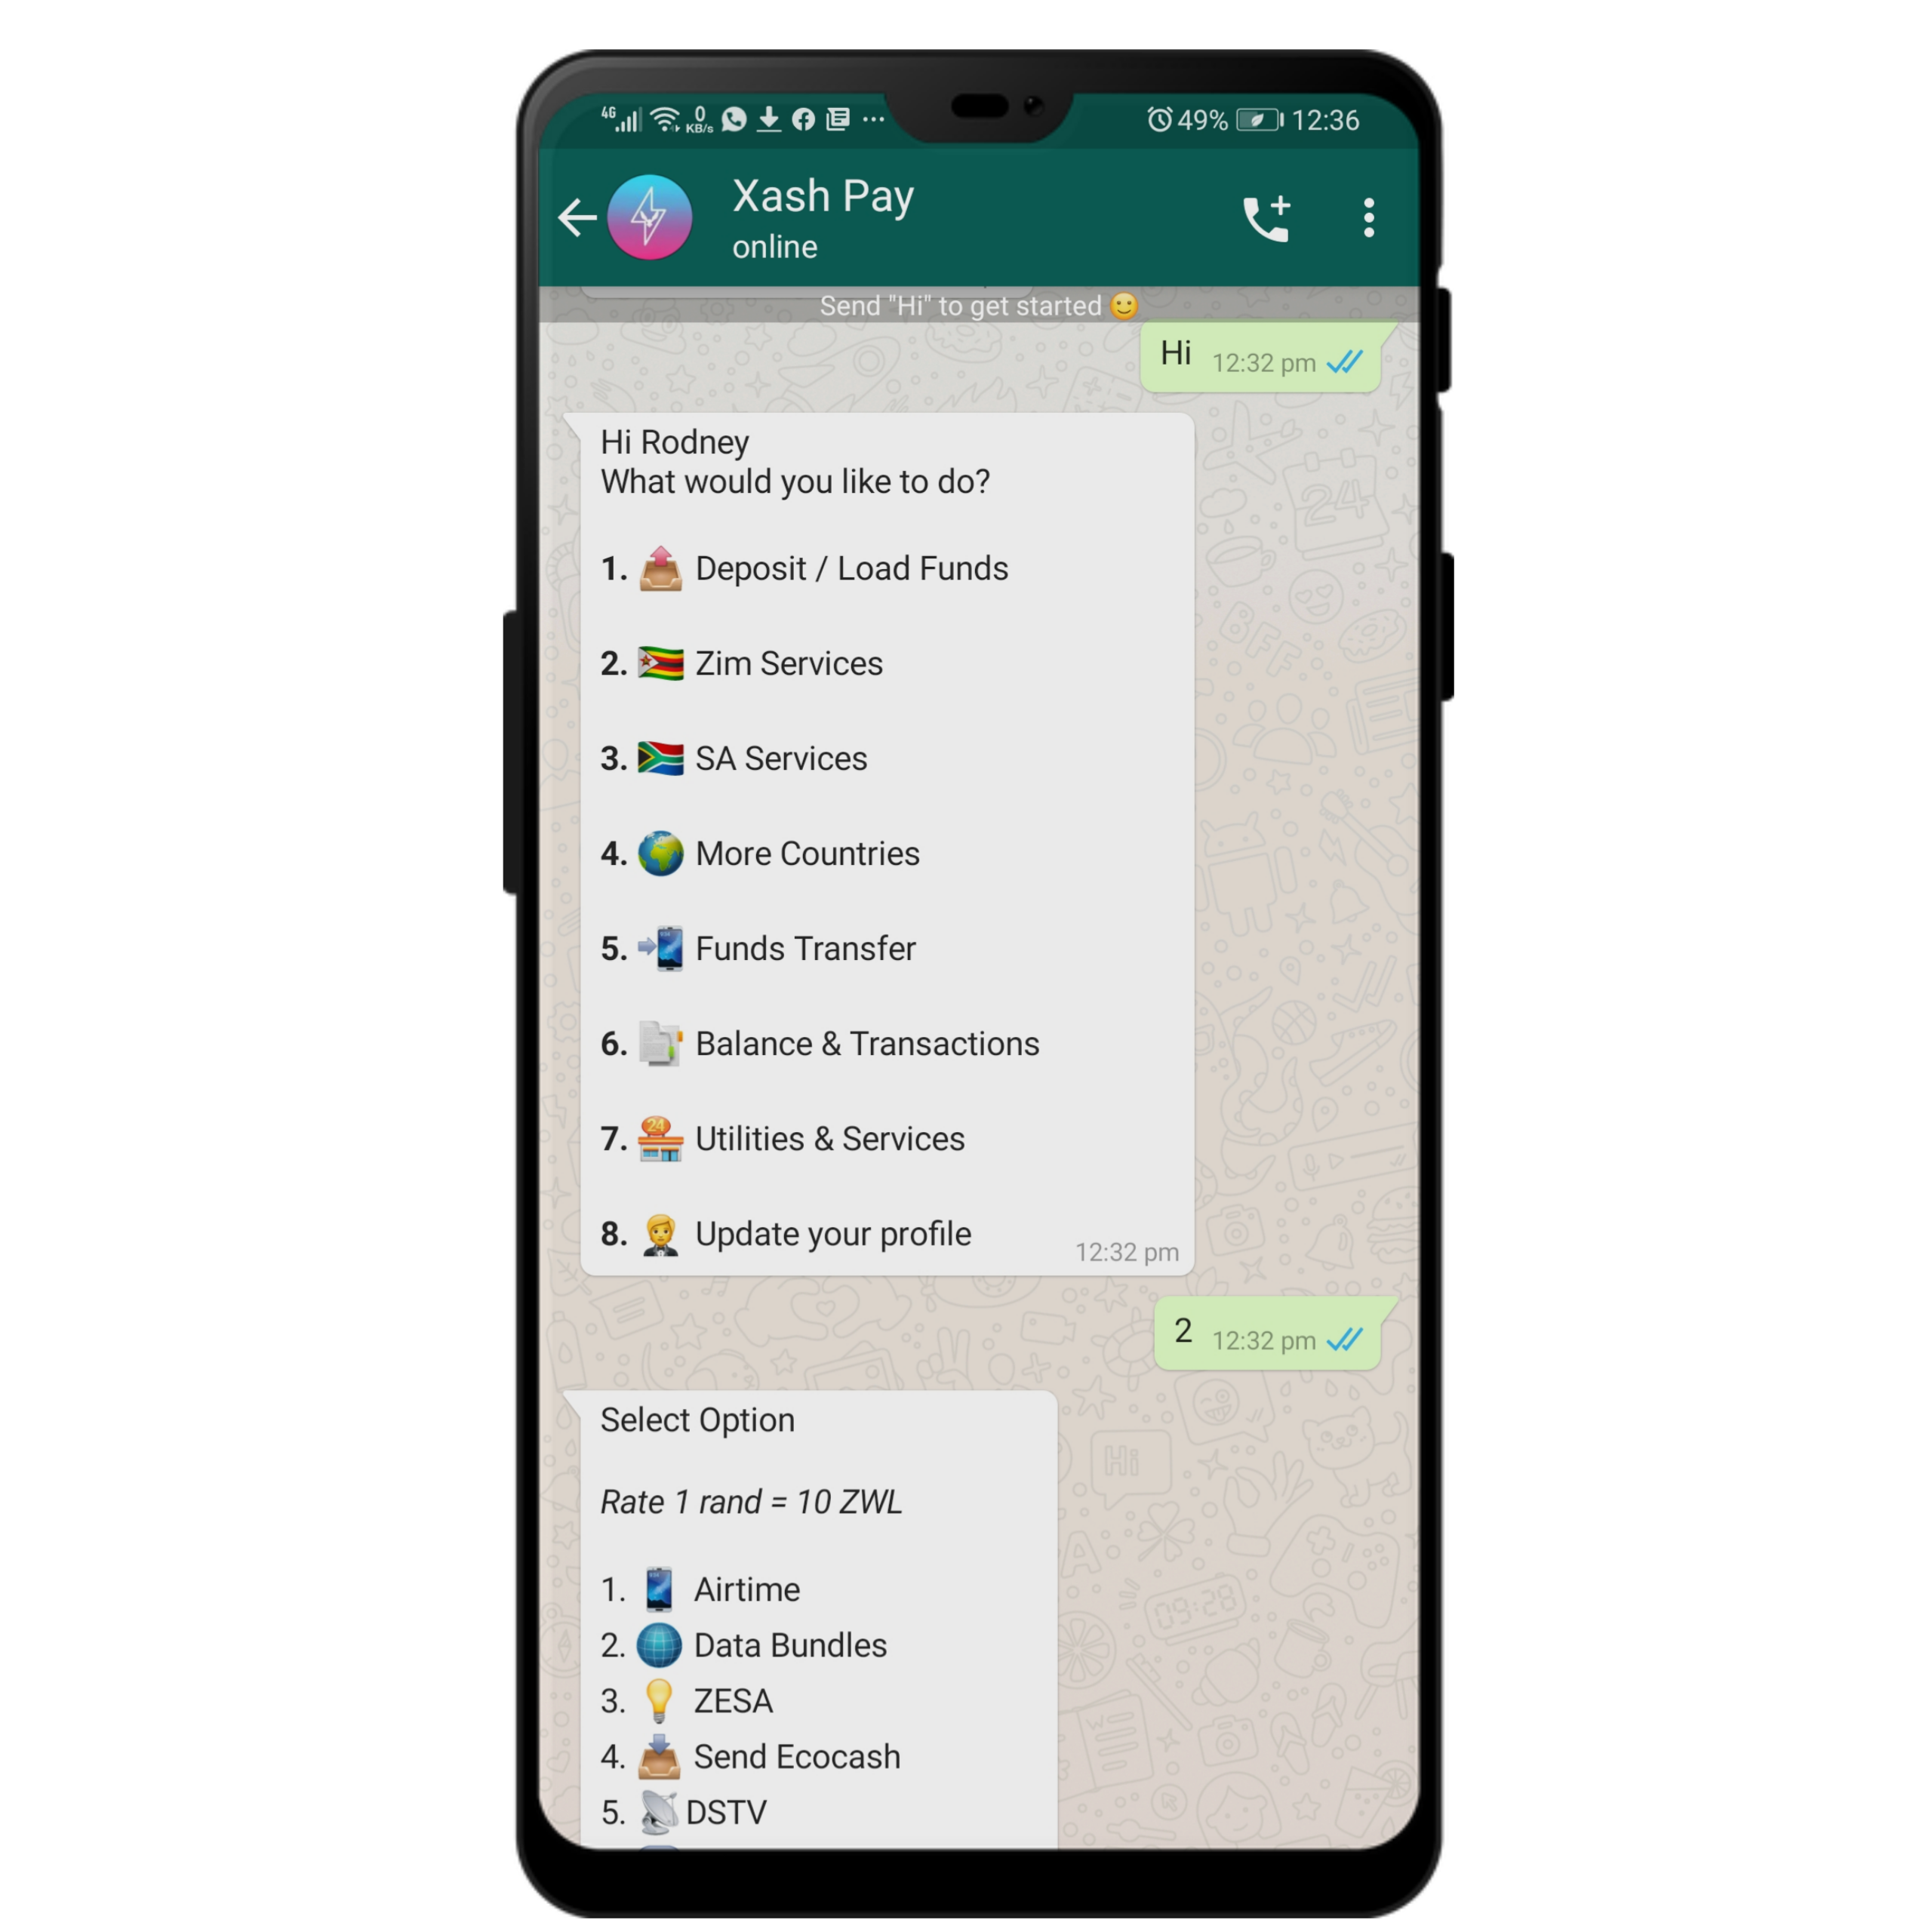 4G 0 KB/s 49% 12:36
Xash Pay
online
Send "Hi" to get started
Hi 12:32 pm
Hi Rodney
What would you like to do?
1. Deposit / Load Funds
2. Zim Services
3. SA Services
4. More Countries
5. Funds Transfer
6. Balance & Transactions
7. Utilities & Services
8. Update your profile
12:32 pm
2 12:32 pm
Select Option
Rate 1 rand = 10 ZWL
1. Airtime
2. Data Bundles
3. ZESA
4. Send Ecocash
5. DSTV